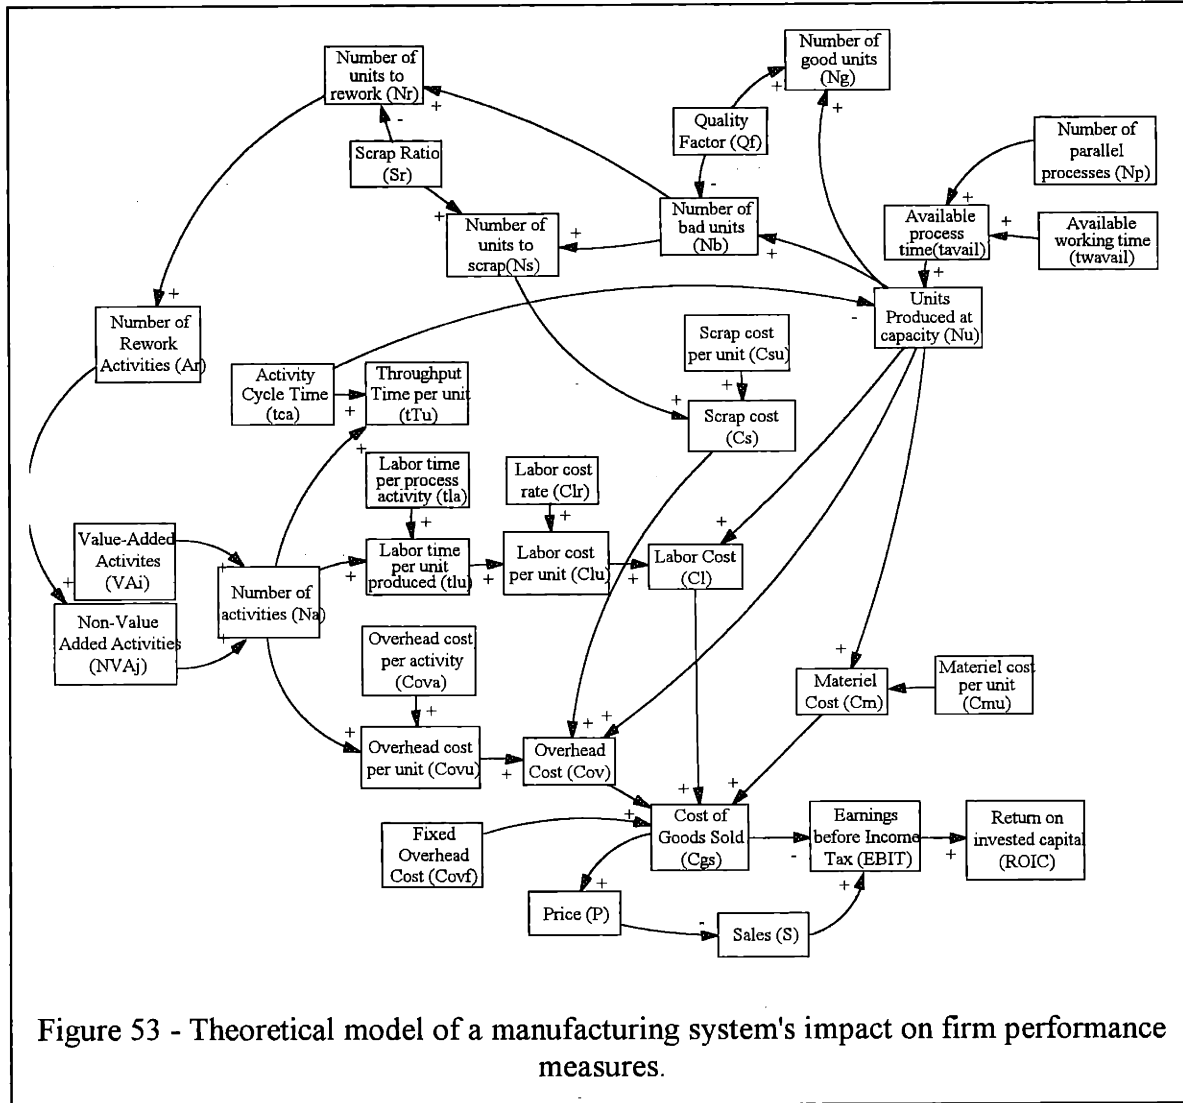 Number of
units to
rework (Nr)
+
-
Scrap Ratio
(Sr)
+
Number of
units to
scrap(Ns)
+
Number of
good units
(Ng)
+
+
Quality
Factor (Qf)
-
Number of
bad units
(Nb)
+
Number of
parallel
processes (Np)
+
Available
process
time(tavail)
+
Available
working time
(twavail)
+
Units
Produced at
capacity (Nu)
-
+
Number of
Rework
Activities (Ar)
Activity
Cycle Time
(tca)
+
Throughput
Time per unit
(tTu)
+
Scrap cost
per unit (Csu)
+
+
Scrap cost
(Cs)
Labor time
per process
activity (tla)
+
Labor cost
rate (Clr)
+
Value-Added
Activites
(VAi)
+
+
Non-Value
Added Activities
(NVAj)
+
Number of
activities (Na)
+
Labor time
per unit
produced (tlu)
+
Labor cost
per unit (Clu)
+
+
Labor Cost
(Cl)
Overhead cost
per activity
(Cova)
+
+
Overhead cost
per unit (Covu)
+
+ +
Overhead
Cost (Cov)
+
Materiel
Cost (Cm)
Materiel cost
per unit
(Cmu)
Fixed
Overhead
Cost (Covf)
+
+
+
Cost of
Goods Sold
(Cgs)
-
Earnings
before Income
Tax (EBIT)
+
+
Return on
invested capital
(ROIC)
+
Price (P)
-
Sales (S)
Figure 53 - Theoretical model of a manufacturing system's impact on firm performance
measures.